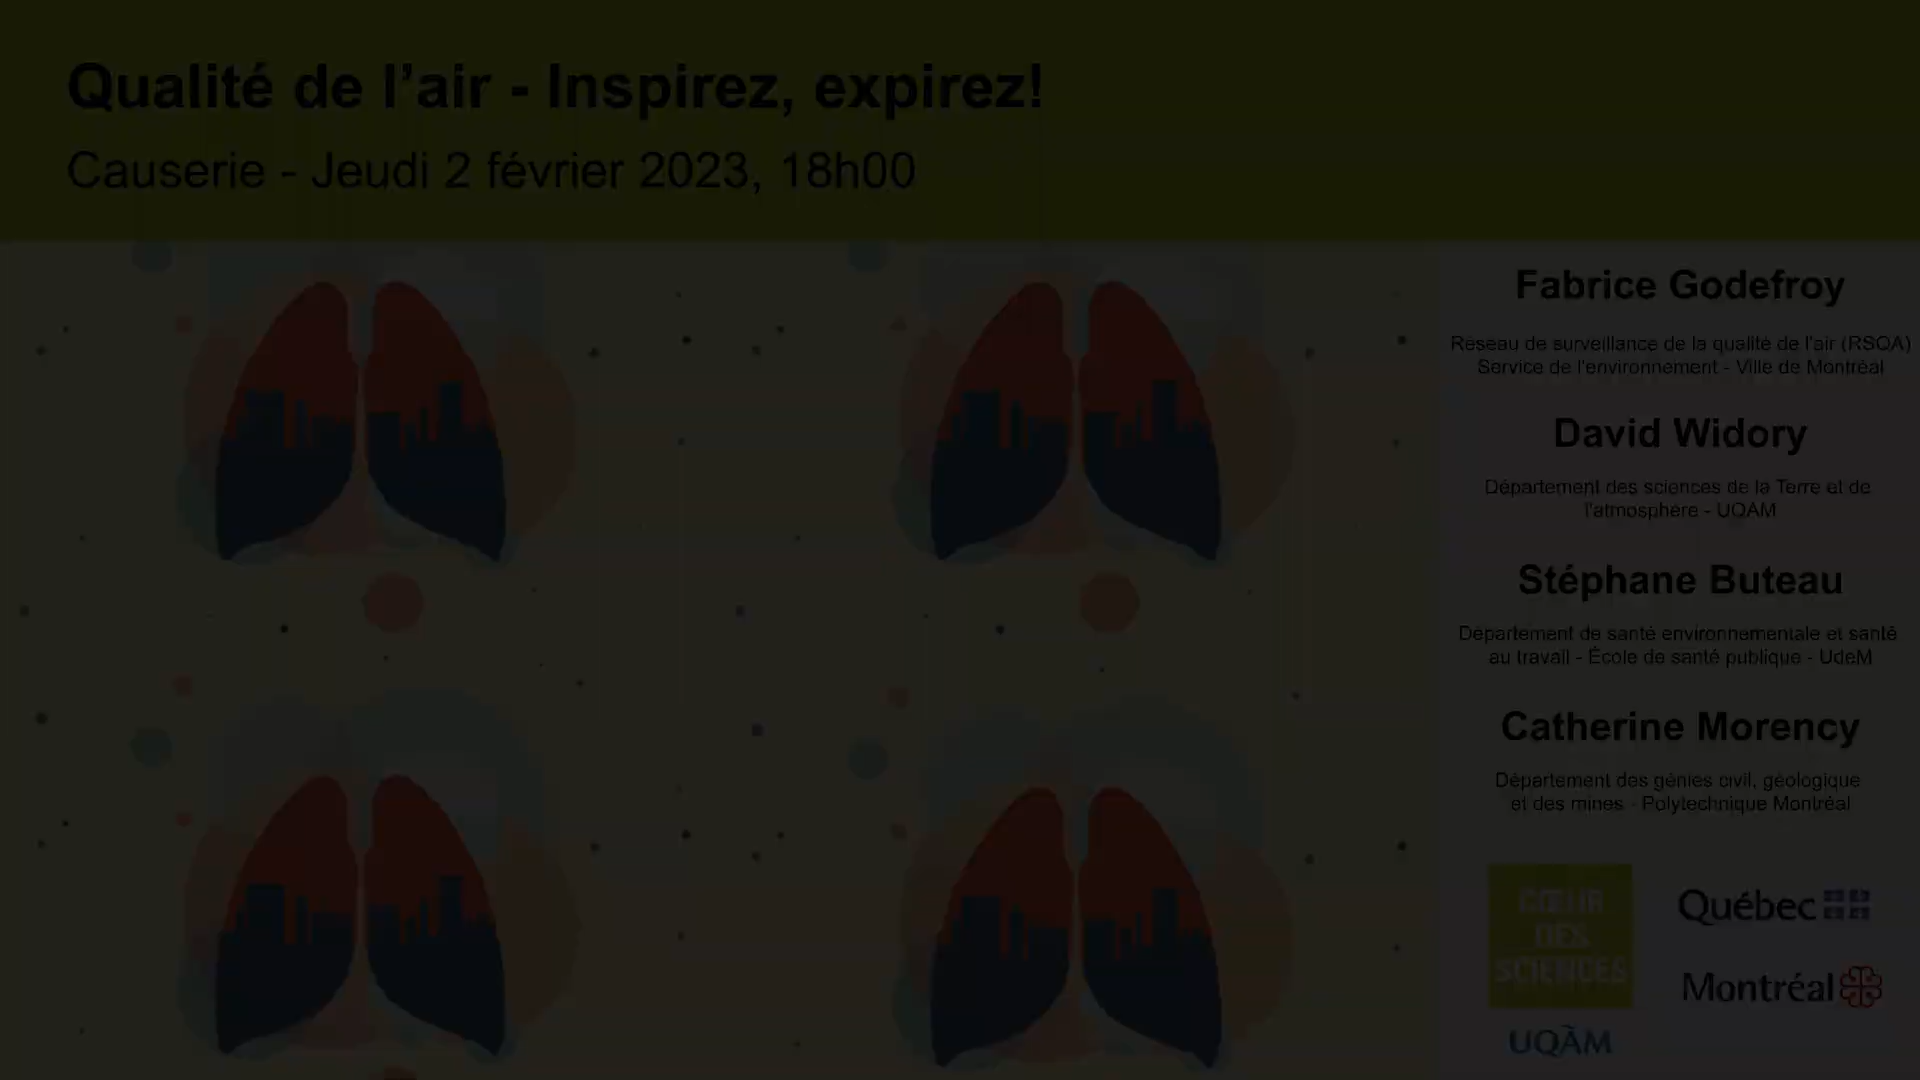 Qualité de l’air - Inspirez, expirez!
Causerie - Jeudi 2 février 2023, 18h00
Fabrice Godefroy
Reseau de surveillance de la qualité de l'air (RSQA)
Service de l'environnement - Ville de Montréal
David Widory
Département des sciences de la Terre et de
l'atmosphère - UQAM
Stéphane Buteau
Département de santé environnementale et santé
au travail - École de santé publique - UdeM
Catherine Morency
Département des génies civil, géologique
et des mines - Polytechnique Montréal
CŒUR
DES
SCIENCES
UQÀM
Québec
Montréal